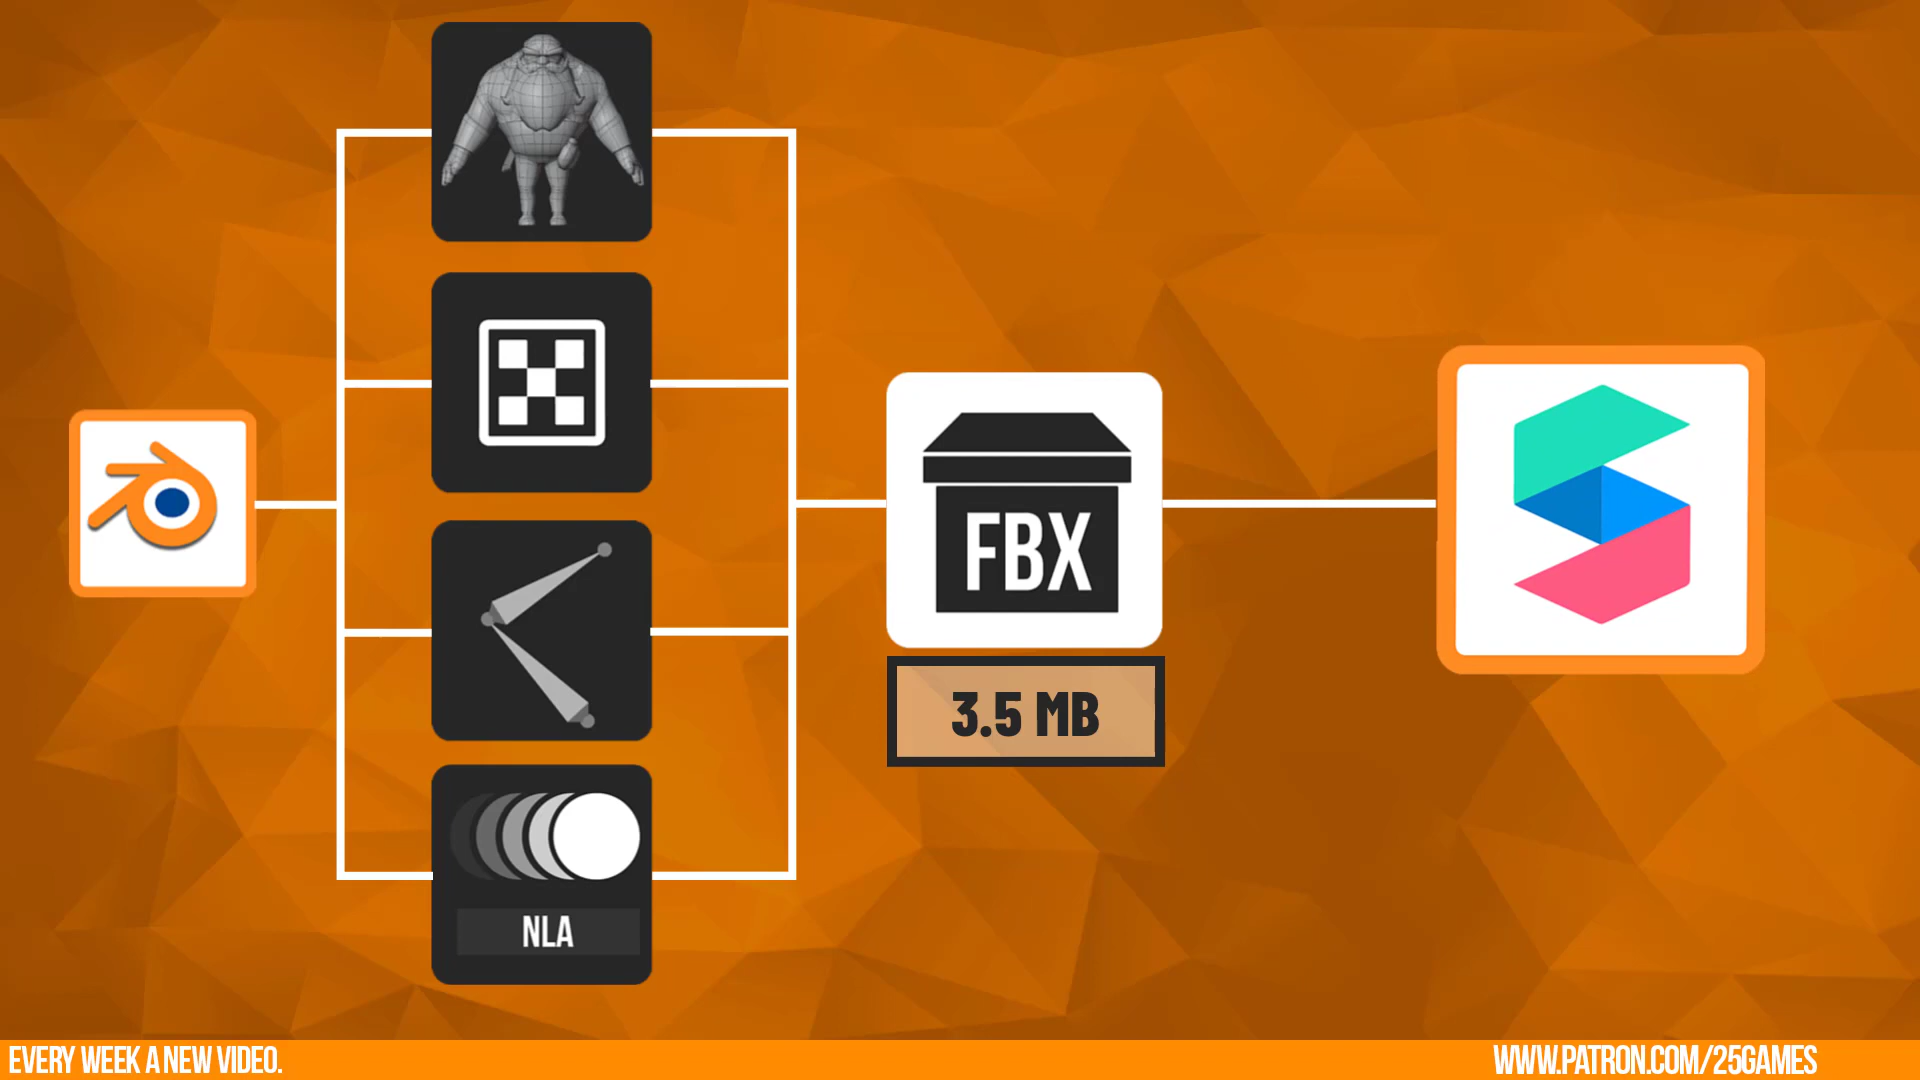 FBX
3.5 MB
NLA
EVERY WEEK A NEW VIDEO.
WWW.PATRON.COM/25GAMES